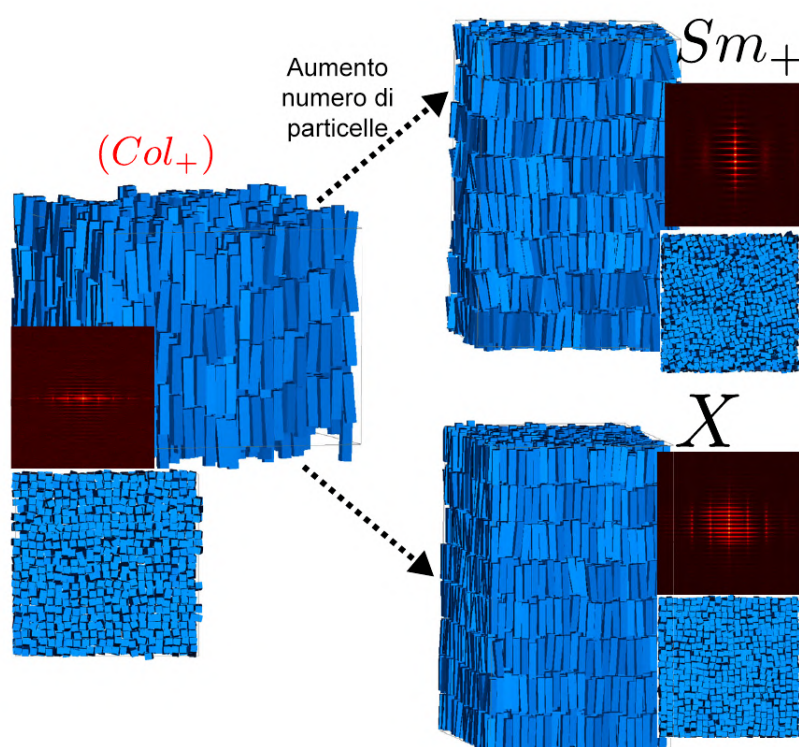 Aumento
numero di
particelle
(Col₊)
Sm₊
X